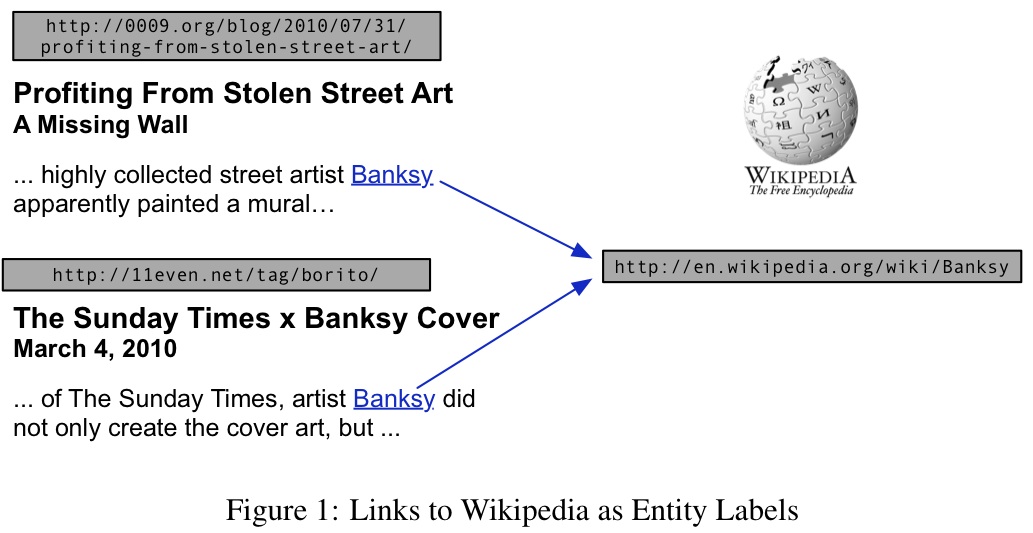 http://0009.org/blog/2010/07/31/
profiting-from-stolen-street-art/
Profiting From Stolen Street Art
A Missing Wall
... highly collected street artist Banksy
apparently painted a mural…
http://11even.net/tag/borito/
The Sunday Times x Banksy Cover
March 4, 2010
... of The Sunday Times, artist Banksy did
not only create the cover art, but ...
Ω
W
И
祖
WIKIPEDIA
The Free Encyclopedia
http://en.wikipedia.org/wiki/Banksy
Figure 1: Links to Wikipedia as Entity Labels